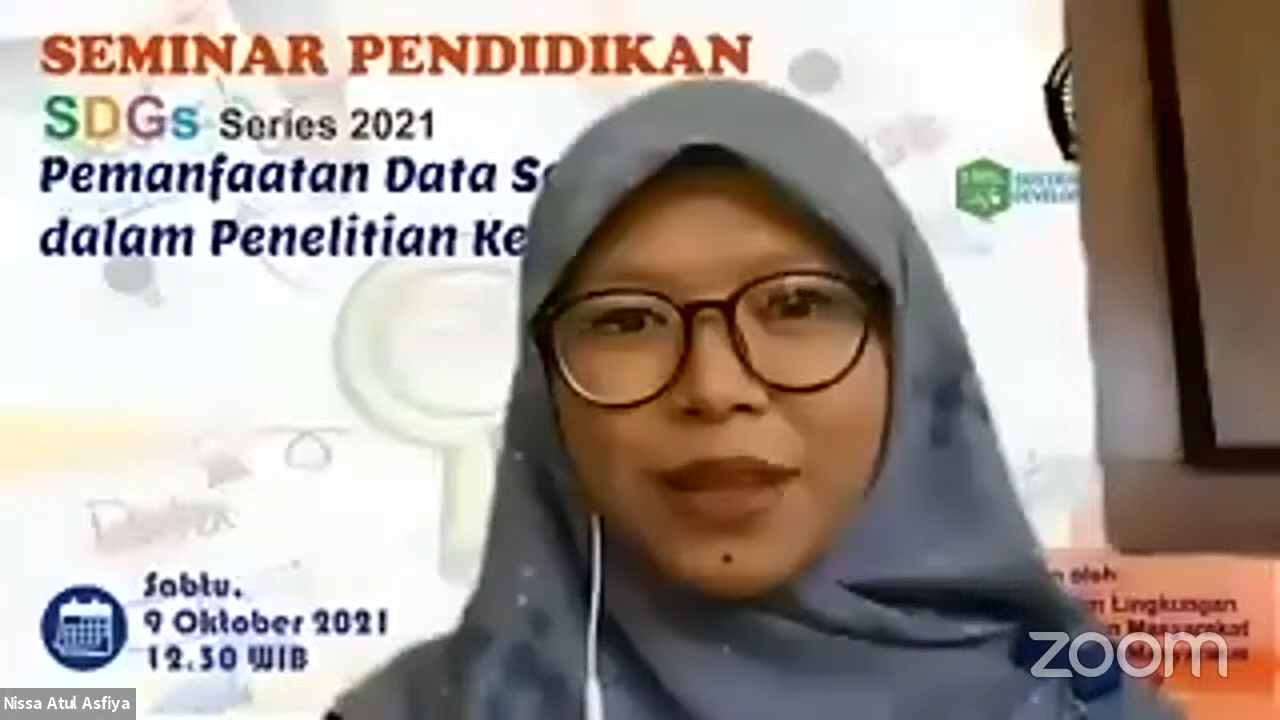 SEMINAR PENDIDIKAN
SDGs Series 2021
Pemanfaatan Data
dalam Penelitian
Sabtu,
9 Oktober 2021
12.30 WIB
oleh
Lingkungan
Masyarakat
zoom
Nissa Atul Asfiya